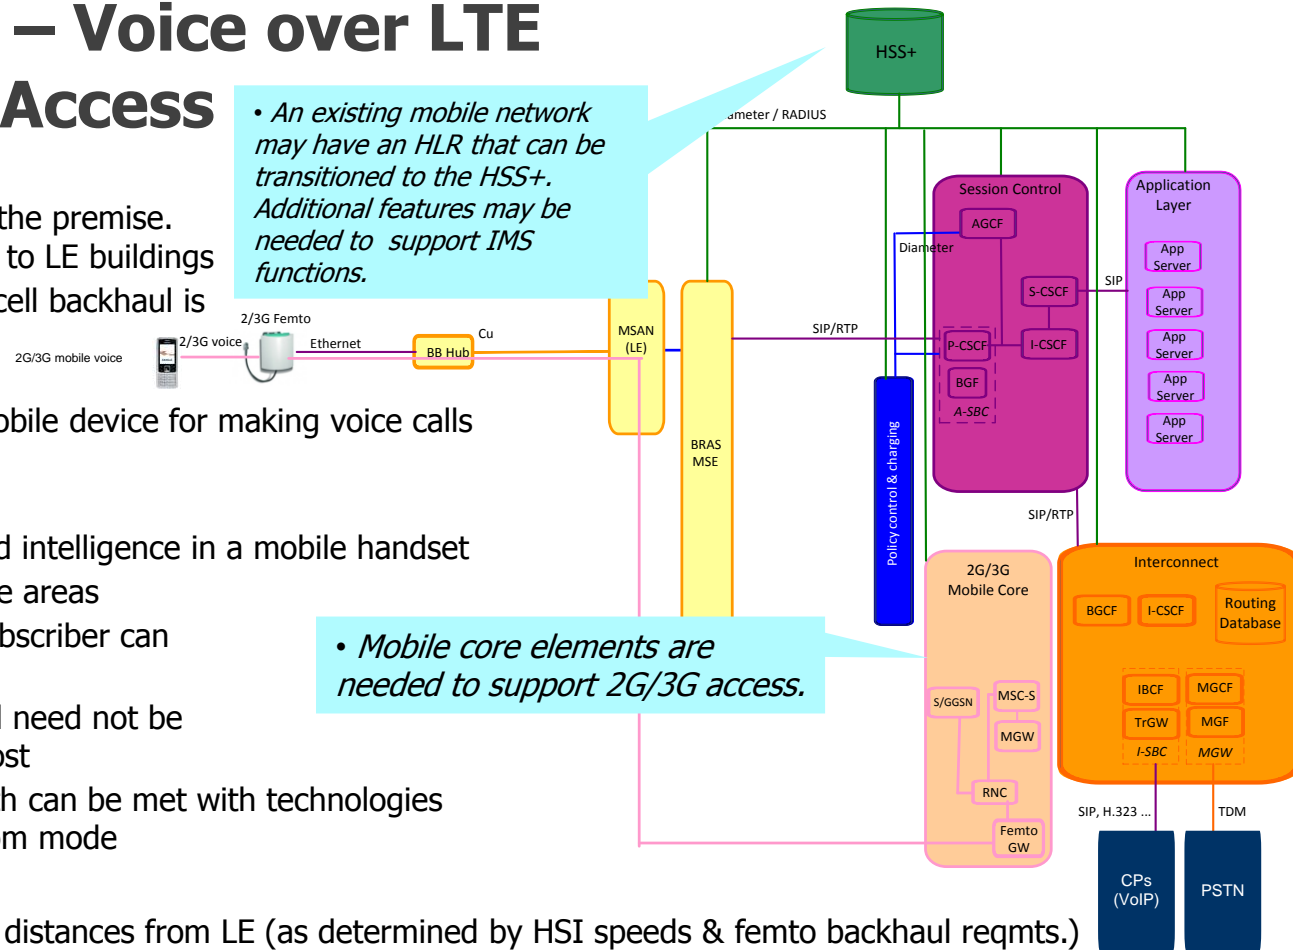 – Voice over LTE
Access
• An existing mobile network
may have an HLR that can be
transitioned to the HSS+.
Additional features may be
needed to support IMS
functions.
the premise.
to LE buildings
cell backhaul is
HSS+
ameter / RADIUS
Session Control
AGCF
Diameter
S-CSCF
P-CSCF
I-CSCF
BGF
A-SBC
SIP
Application
Layer
App
Server
App
Server
App
Server
App
Server
App
Server
2G/3G mobile voice
2/3G voice
2/3G Femto
Ethernet
BB Hub
Cu
MSAN
(LE)
BRAS
MSE
SIP/RTP
Policy control & charging
SIP/RTP
obile device for making voice calls
d intelligence in a mobile handset
e areas
ubscriber can
• Mobile core elements are
needed to support 2G/3G access.
l need not be
ost
th can be met with technologies
om mode
distances from LE (as determined by HSI speeds & femto backhaul reqmts.)
2G/3G
Mobile Core
S/GGSN
MSC-S
MGW
RNC
Femto
GW
Interconnect
BGCF
I-CSCF
Routing
Database
IBCF
MGCF
TrGW
MGF
I-SBC
MGW
SIP, H.323 ...
TDM
CPs
(VoIP)
PSTN